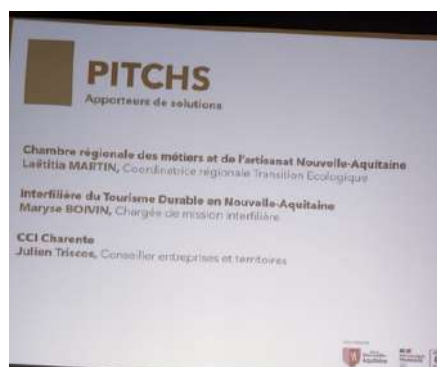 PITCHS
Apporteurs de solutions
Chambre régionale des métiers et de l'artisanat Nouvelle-Aquitaine
Laëtitia MARTIN, Coordinatrice régionale Transition Ecologique
Interfilière du Tourisme Durable en Nouvelle-Aquitaine
Maryse BOIVIN, Chargée de mission interfilière
CCI Charente
Julien Triscos, Conseiller entreprises et territoires